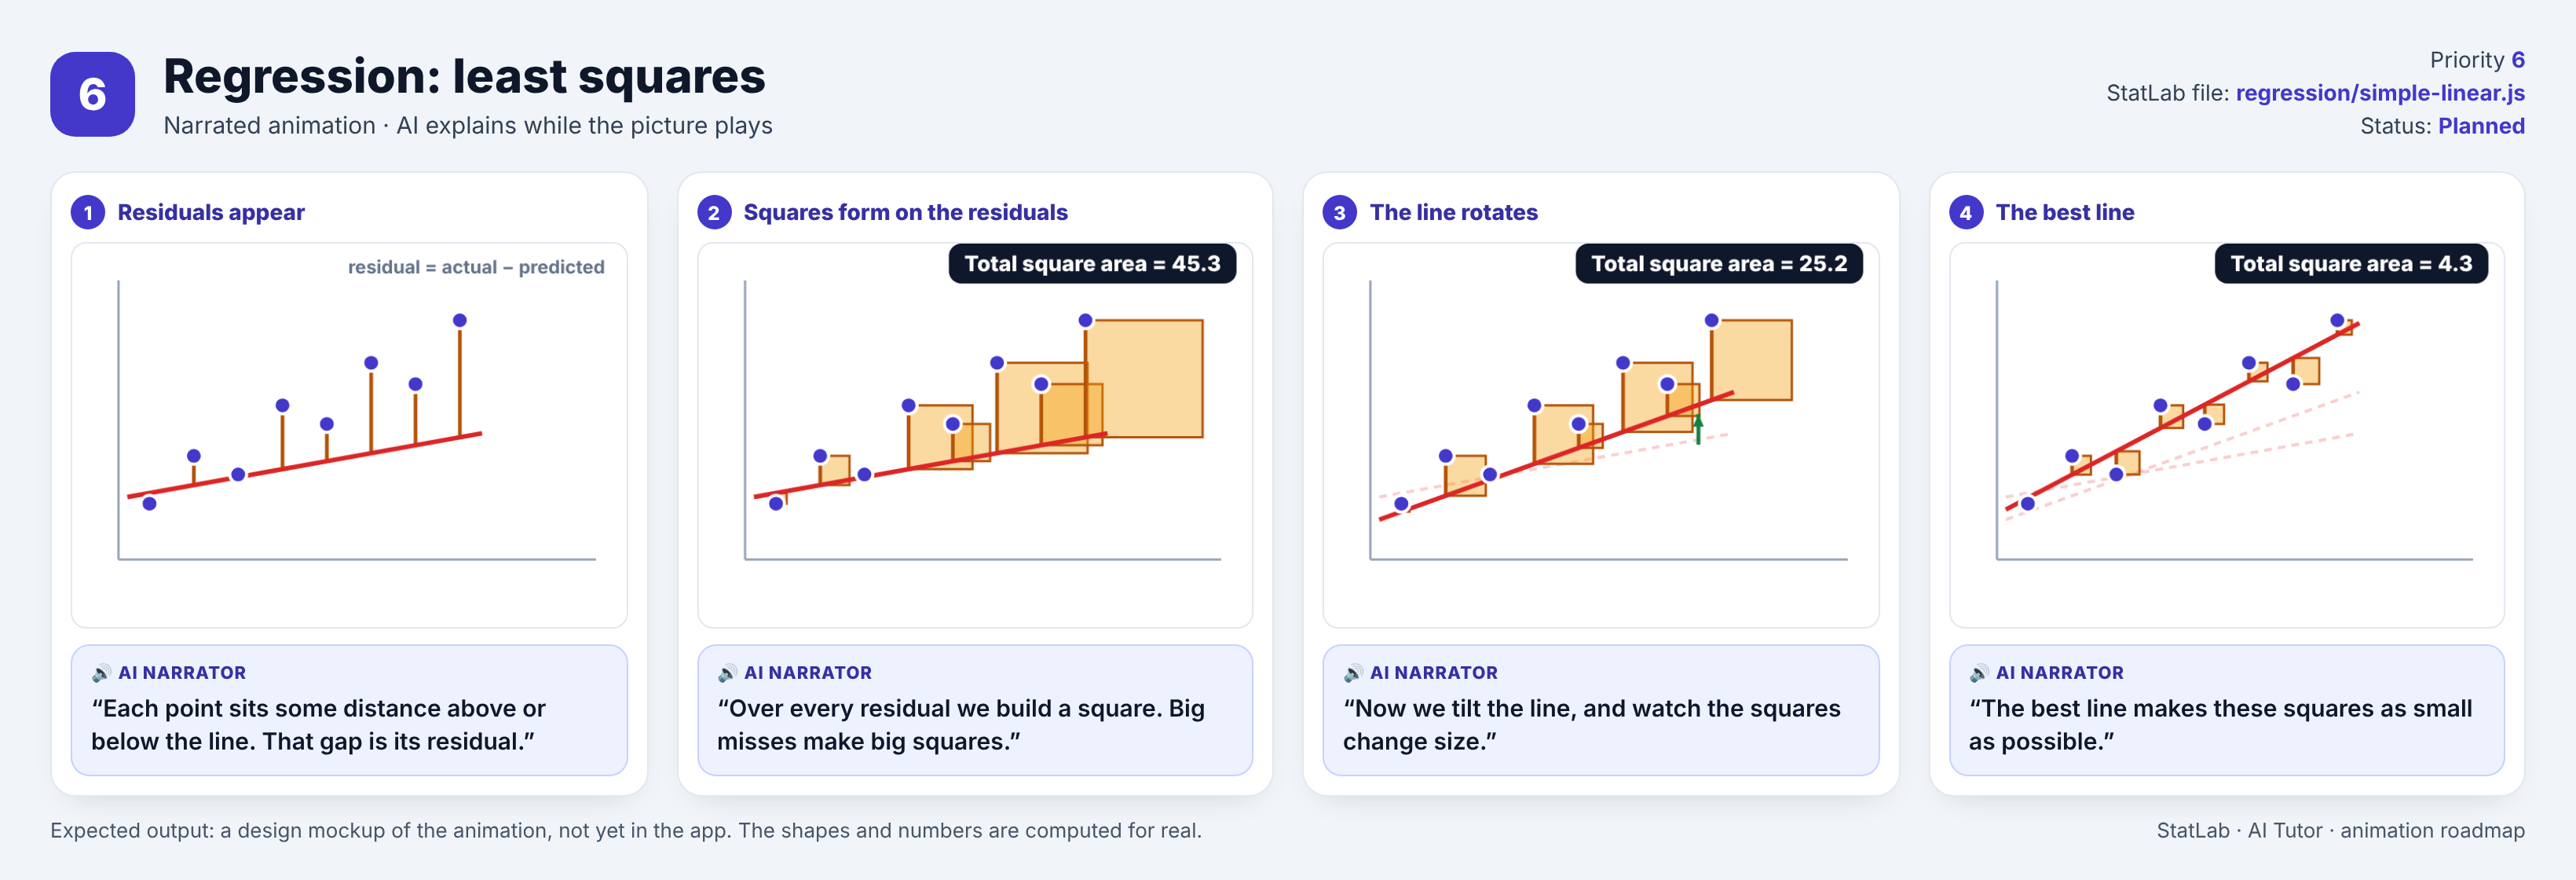 6
Regression: least squares
Narrated animation · AI explains while the picture plays
Priority 6
StatLab file: regression/simple-linear.js
Status: Planned
1 Residuals appear
residual = actual − predicted
🔊 AI NARRATOR
“Each point sits some distance above or
below the line. That gap is its residual.”
2 Squares form on the residuals
Total square area = 45.3
🔊 AI NARRATOR
“Over every residual we build a square. Big
misses make big squares.”
3 The line rotates
Total square area = 25.2
🔊 AI NARRATOR
“Now we tilt the line, and watch the squares
change size.”
4 The best line
Total square area = 4.3
🔊 AI NARRATOR
“The best line makes these squares as small
as possible.”
Expected output: a design mockup of the animation, not yet in the app. The shapes and numbers are computed for real.
StatLab · AI Tutor · animation roadmap